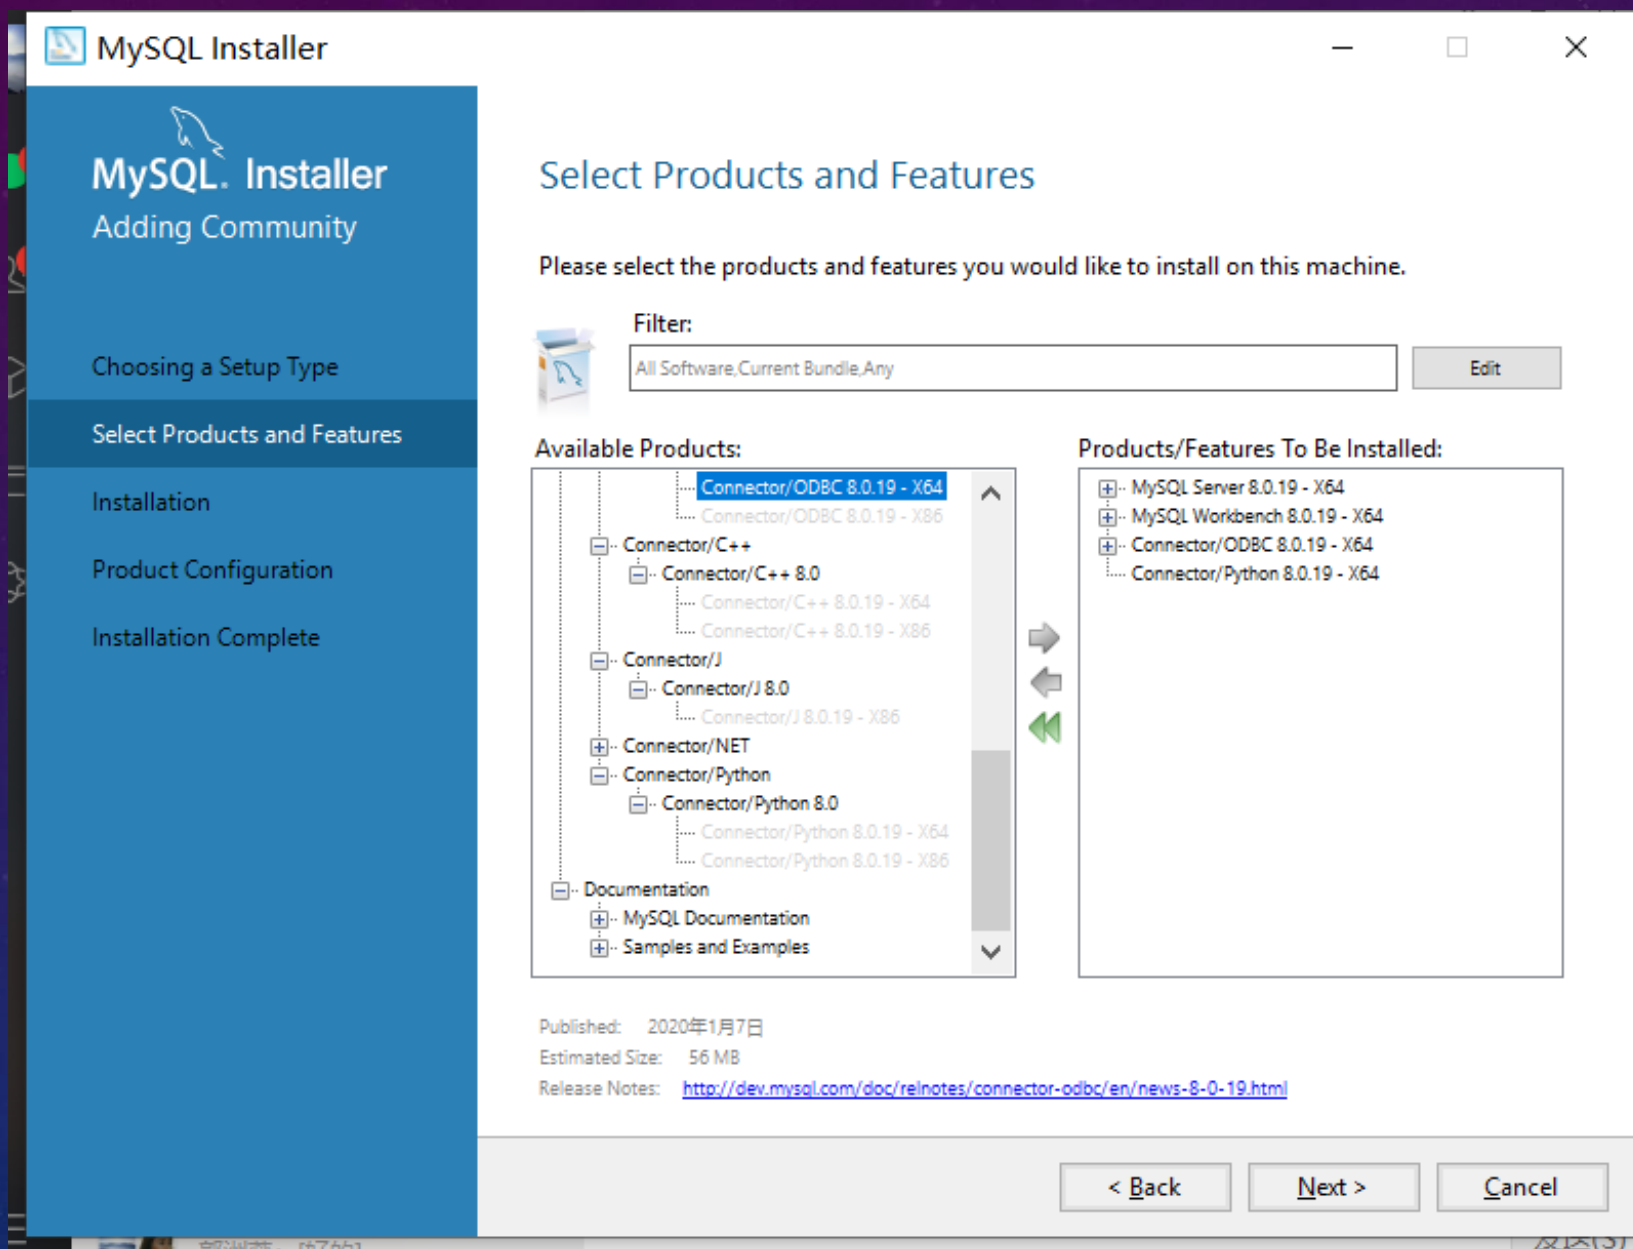 MySQL Installer
MySQL. Installer
Adding Community
Choosing a Setup Type
Select Products and Features
Installation
Product Configuration
Installation Complete
Select Products and Features
Please select the products and features you would like to install on this machine.
Filter:
All Software,Current Bundle,Any
Edit
Available Products:
Connector/ODBC 8.0.19 - X64
Connector/ODBC 8.0.19 - X86
Connector/C++
Connector/C++ 8.0
Connector/C++ 8.0.19 - X64
Connector/C++ 8.0.19 - X86
Connector/J
Connector/J 8.0
Connector/J 8.0.19 - X86
Connector/NET
Connector/Python
Connector/Python 8.0
Connector/Python 8.0.19 - X64
Connector/Python 8.0.19 - X86
Documentation
MySQL Documentation
Samples and Examples
Products/Features To Be Installed:
MySQL Server 8.0.19 - X64
MySQL Workbench 8.0.19 - X64
Connector/ODBC 8.0.19 - X64
Connector/Python 8.0.19 - X64
Published: 2020年1月7日
Estimated Size: 56 MB
Release Notes: http://dev.mysql.com/doc/relnotes/connector-odbc/en/news-8-0-19.html
< Back
Next >
Cancel